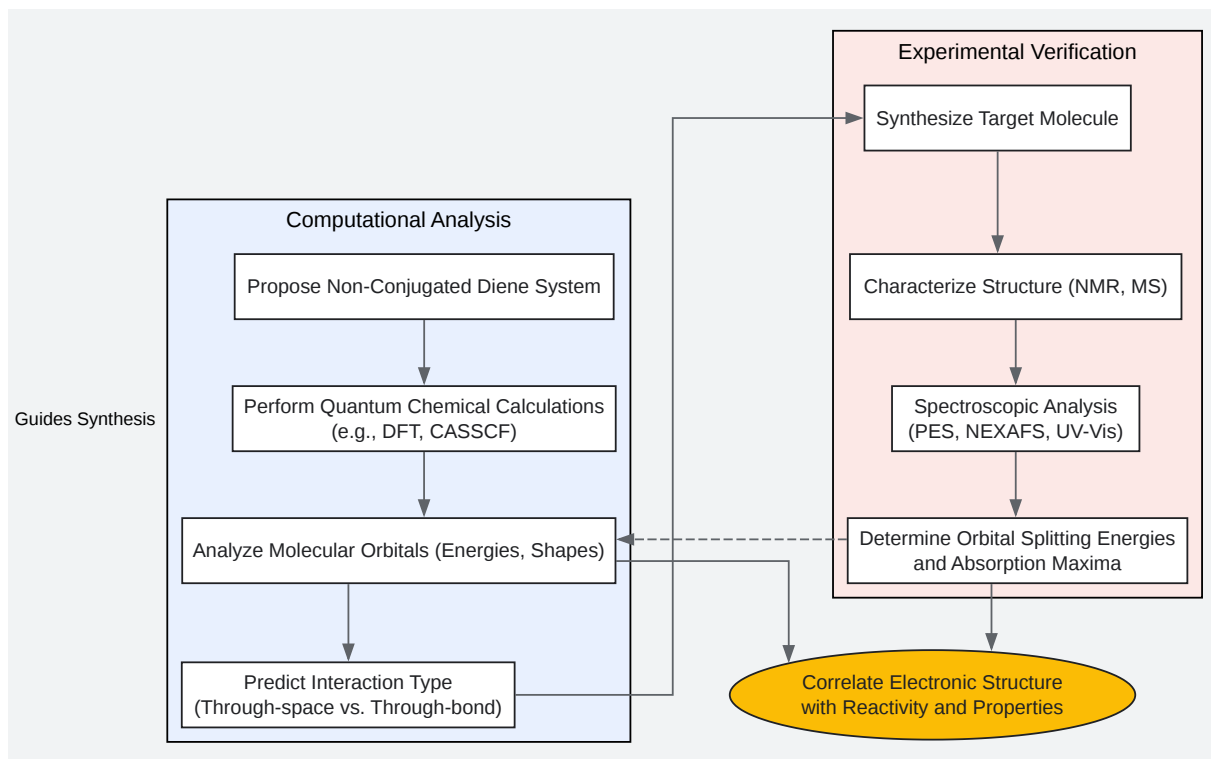 Experimental Verification
Synthesize Target Molecule
Computational Analysis
Propose Non-Conjugated Diene System
Characterize Structure (NMR, MS)
Guides Synthesis
Perform Quantum Chemical Calculations
(e.g., DFT, CASSCF)
Spectroscopic Analysis
(PES, NEXAFS, UV-Vis)
Analyze Molecular Orbitals (Energies, Shapes)
Determine Orbital Splitting Energies
and Absorption Maxima
Predict Interaction Type
(Through-space vs. Through-bond)
Correlate Electronic Structure
with Reactivity and Properties